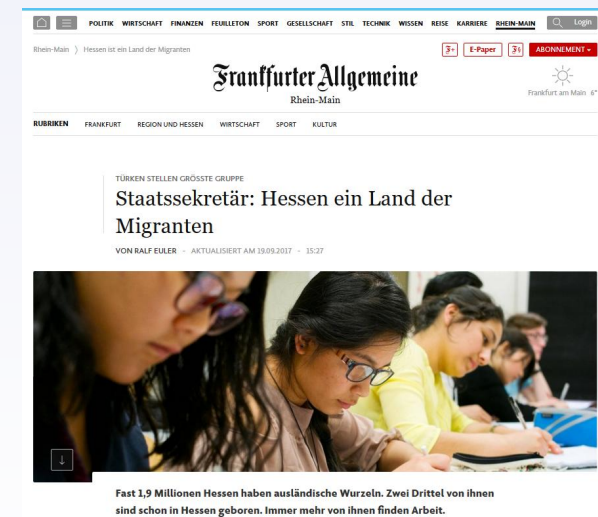 POLITIK WIRTSCHAFT FINANZEN FEUILLETON SPORT GESELLSCHAFT STIL TECHNIK WISSEN REISE KARRIERE RHEIN-MAIN Login
Rhein-Main 〉 Hessen ist ein Land der Migranten
F+ E-Paper ABONNEMENT
Frankfurter Allgemeine
Rhein-Main
Frankfurt am Main 6°
RUBRIKEN FRANKFURT REGION UND HESSEN WIRTSCHAFT SPORT KULTUR
TÜRKEN STELLEN GRÖSSTE GRUPPE
Staatssekretär: Hessen ein Land der
Migranten
VON RALF EULER - AKTUALISIERT AM 19.09.2017 - 15:27
Fast 1,9 Millionen Hessen haben ausländische Wurzeln. Zwei Drittel von ihnen
sind schon in Hessen geboren. Immer mehr von ihnen finden Arbeit.